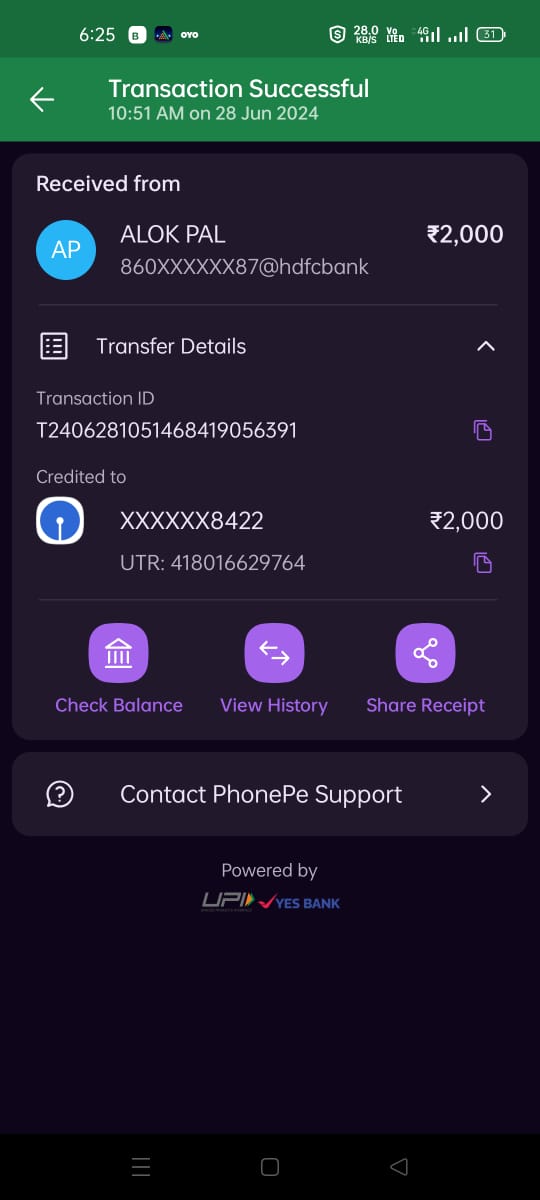 6:25 B OYO S 28.0 KB/S Vo LTED 4G 31
Transaction Successful
10:51 AM on 28 Jun 2024
Received from
AP ALOK PAL ₹2,000
860XXXXXX87@hdfcbank
Transfer Details
Transaction ID
T2406281051468419056391
Credited to
XXXXXX8422 ₹2,000
UTR: 418016629764
Check Balance View History Share Receipt
Contact PhonePe Support
Powered by
UPI YES BANK